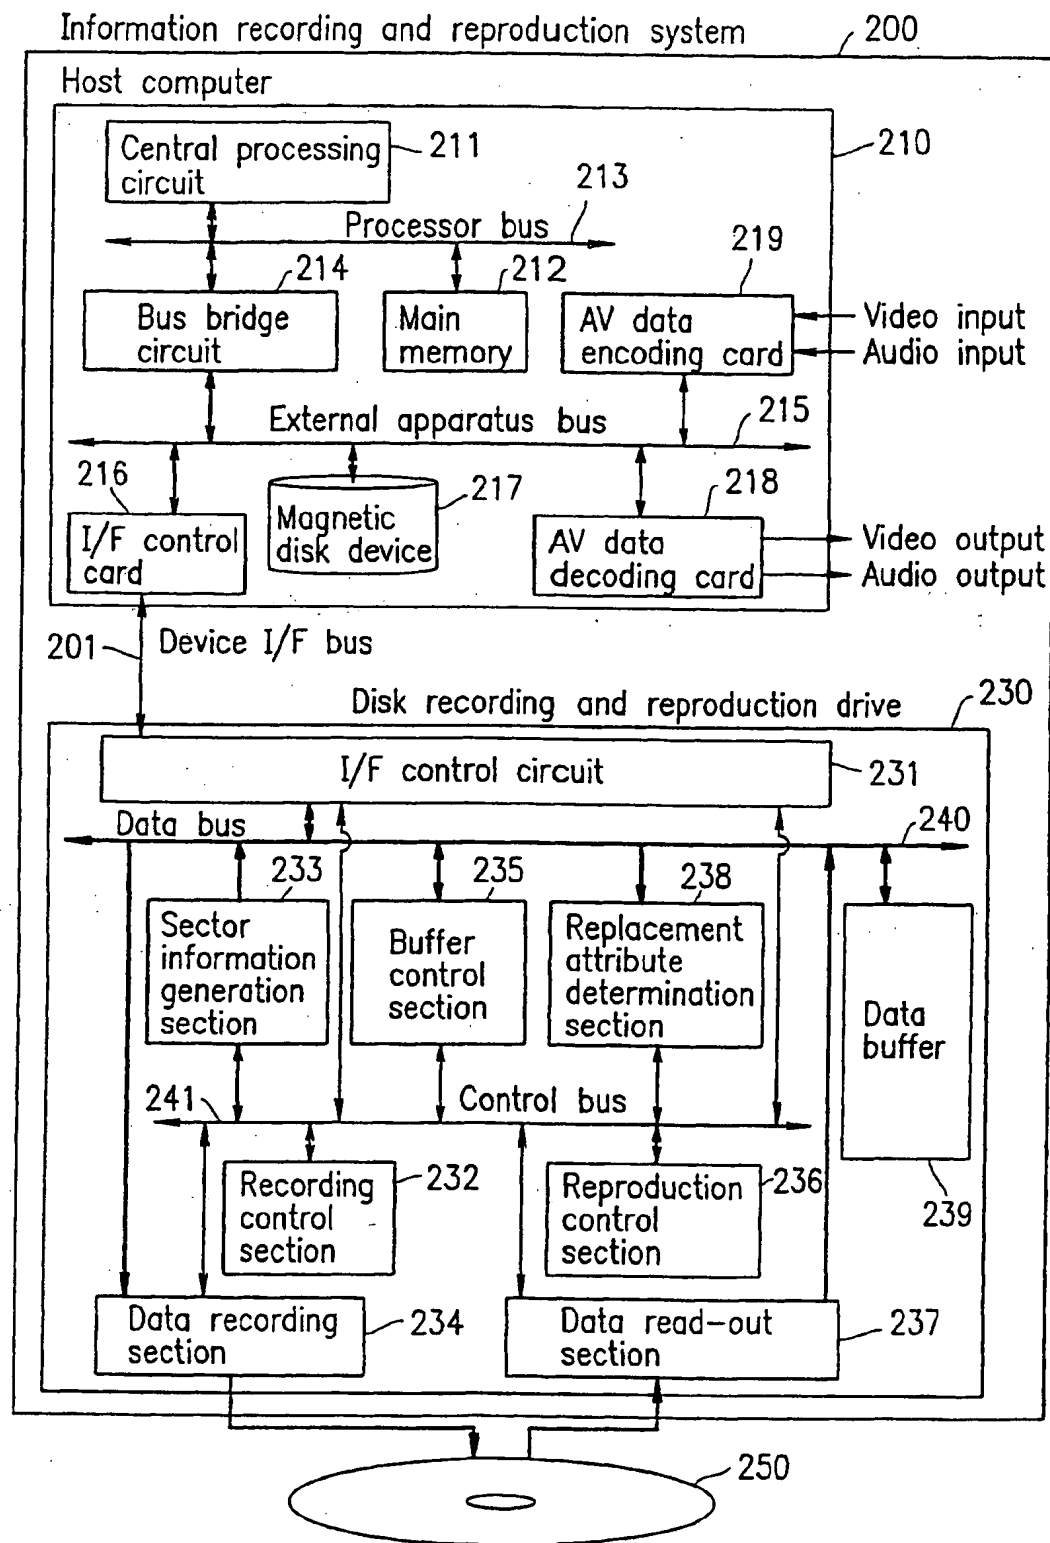 Information recording and reproduction system
200
Host computer
210
Central processing
circuit
211
213
Processor bus
214
212
219
Bus bridge
circuit
Main
memory
AV data
encoding card
Video input
Audio input
External apparatus bus
215
216
217
218
I/F control
card
Magnetic
disk device
AV data
decoding card
Video output
Audio output
201
Device I/F bus
Disk recording and reproduction drive
230
I/F control circuit
231
Data bus
240
233
235
238
Sector
information
generation
section
Buffer
control
section
Replacement
attribute
determination
section
Data
buffer
241
Control bus
Recording
control
section
232
Reproduction
control
section
236
239
Data recording
section
234
Data read-out
section
237
250